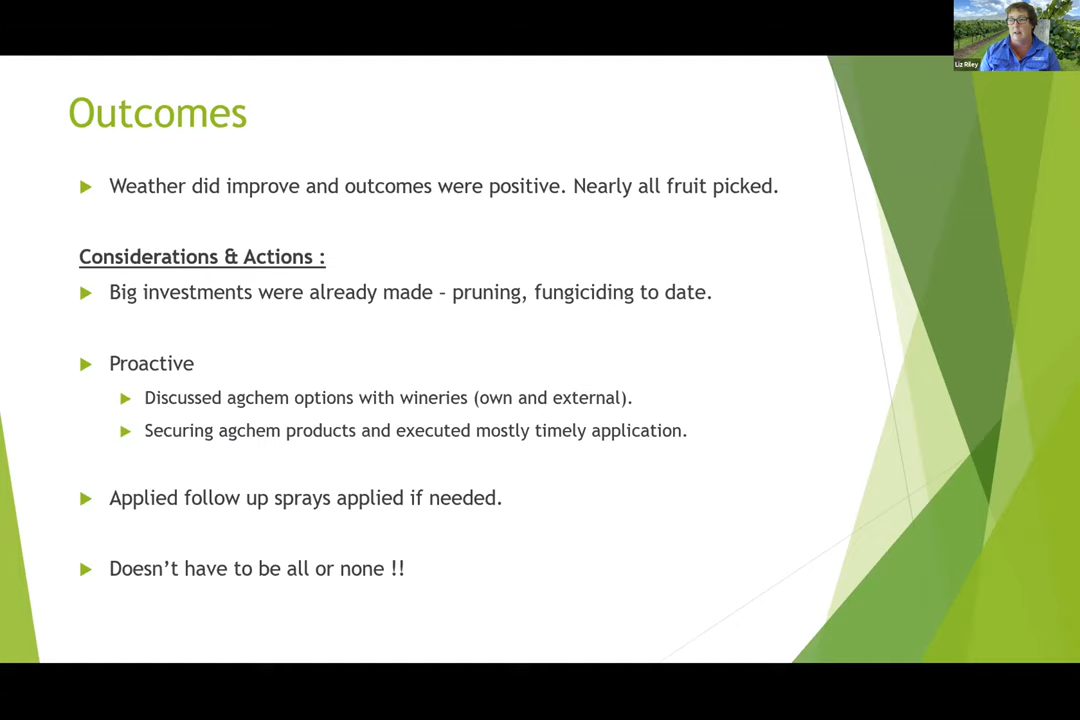 Liz Riley
Outcomes
Weather did improve and outcomes were positive. Nearly all fruit picked.
Considerations & Actions :
Big investments were already made – pruning, fungiciding to date.
Proactive
Discussed agchem options with wineries (own and external).
Securing agchem products and executed mostly timely application.
Applied follow up sprays applied if needed.
Doesn't have to be all or none !!